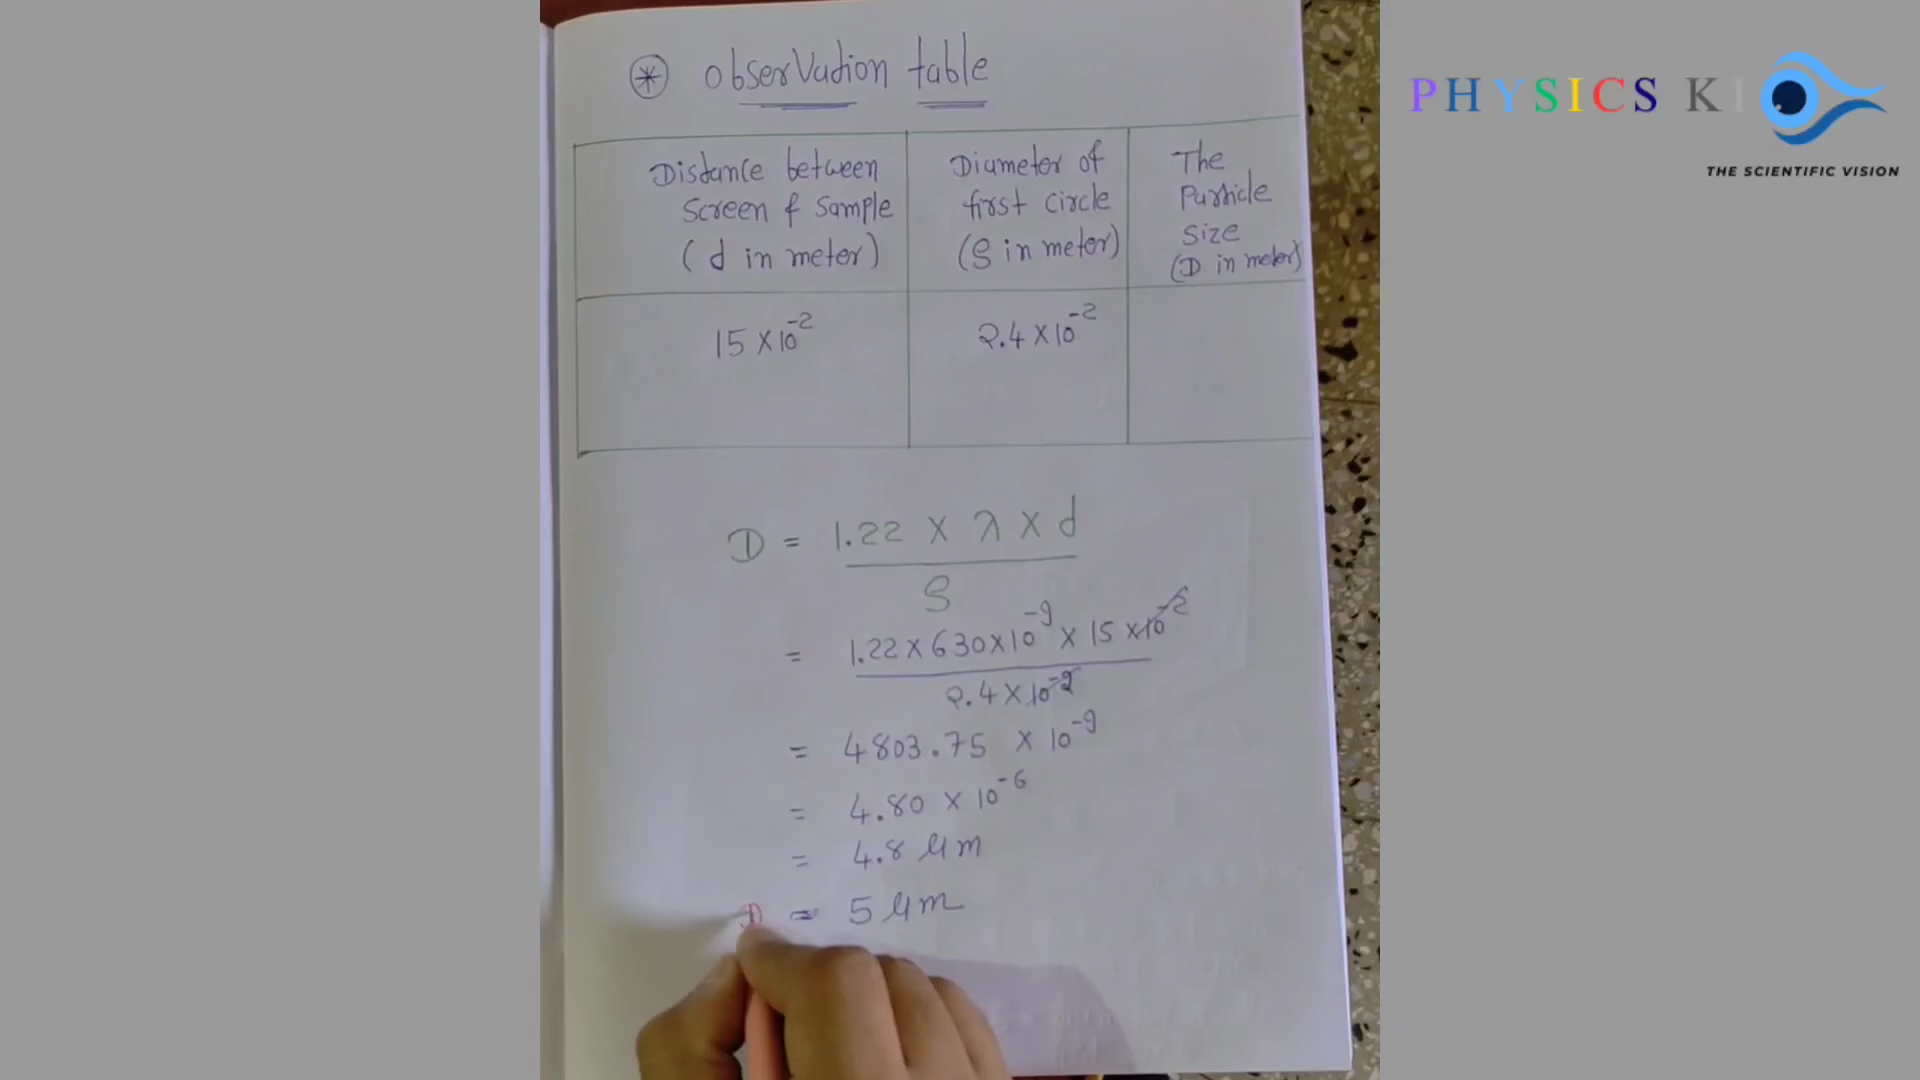 PHYSICS KI
THE SCIENTIFIC VISION
* Observation table
Distance between
Screen & Sample
(d in meter)
Diameter of
first circle
(S in meter)
The
Particle
Size
(D in meter)
15 × 10⁻²
2.4 × 10⁻²
D = 1.22 × λ × d
S
= 1.22 × 630 × 10⁻⁹ × 15 × 10⁻²
2.4 × 10⁻²
= 4803.75 × 10⁻⁹
= 4.80 × 10⁻⁶
= 4.8 μm
D ≈ 5 μm